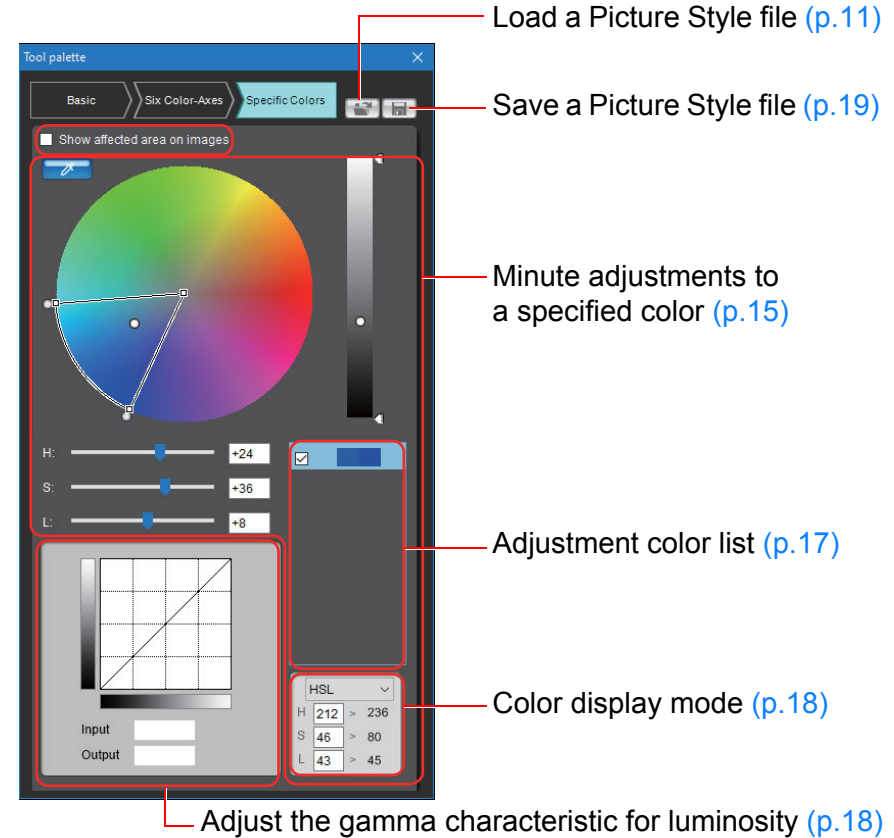 Load a Picture Style file (p.11)
Tool palette
Basic
Six Color-Axes
Specific Colors
Save a Picture Style file (p.19)
Show affected area on images
Minute adjustments to
a specified color (p.15)
H: +24
S: +36
L: +8
Adjustment color list (p.17)
HSL
H 212 > 236
S 46 > 80
L 43 > 45
Color display mode (p.18)
Input
Output
Adjust the gamma characteristic for luminosity (p.18)